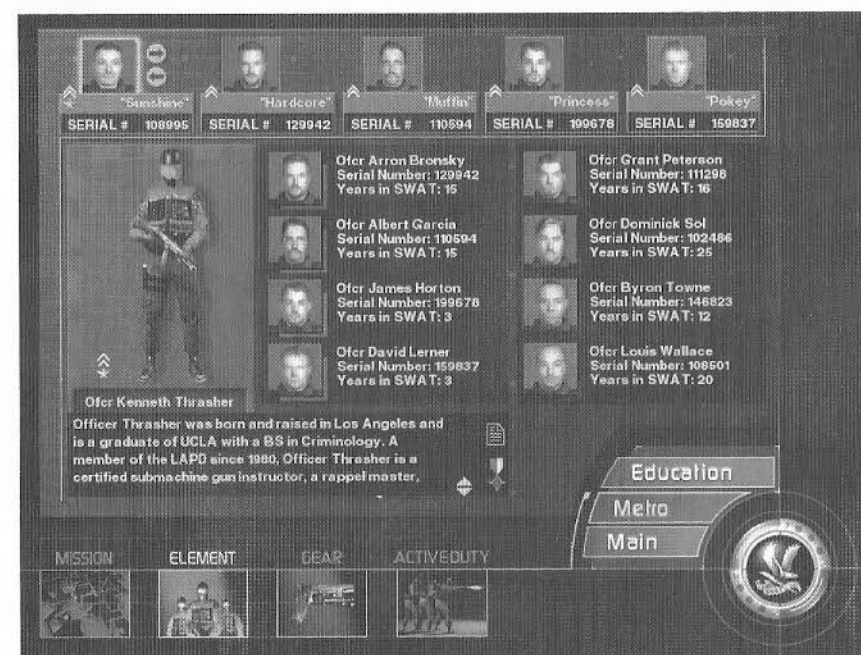 "Sunshine" "Hardcore" "Muffin" "Princess" "Pokey"
SERIAL # 108995 SERIAL # 129942 SERIAL # 110594 SERIAL # 199678 SERIAL # 159837
Ofcr Arron Bronsky
Serial Number: 129942
Years in SWAT: 15
Ofcr Grant Peterson
Serial Number: 111298
Years in SWAT: 16
Ofcr Albert Garcia
Serial Number: 110594
Years in SWAT: 15
Ofcr Dominick Sol
Serial Number: 102486
Years in SWAT: 25
Ofcr James Horton
Serial Number: 199678
Years in SWAT: 3
Ofcr Byron Towne
Serial Number: 146823
Years in SWAT: 12
Ofcr David Lerner
Serial Number: 159837
Years in SWAT: 3
Ofcr Louis Wallace
Serial Number: 108501
Years in SWAT: 20
Ofcr Kenneth Thrasher
Officer Thrasher was born and raised in Los Angeles and
is a graduate of UCLA with a BS in Criminology. A
member of the LAPD since 1980, Officer Thrasher is a
certified submachine gun instructor, a rappel master,
Education
Metro
Main
MISSION ELEMENT GEAR ACTIVE DUTY